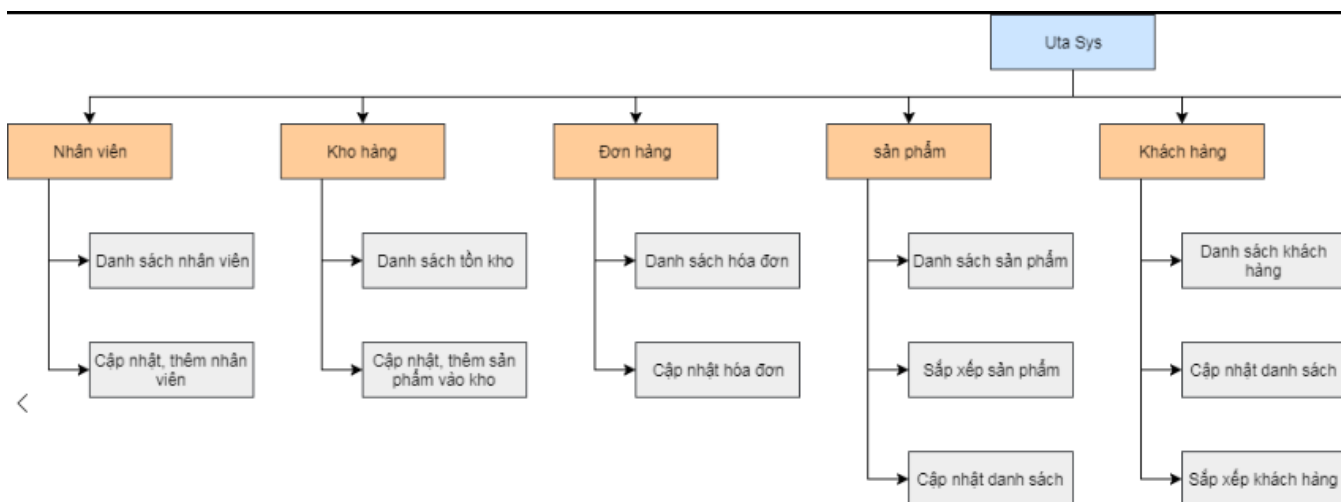 Uta Sys
Nhân viên
Kho hàng
Đơn hàng
sản phẩm
Khách hàng
Danh sách nhân viên
Danh sách tồn kho
Danh sách hóa đơn
Danh sách sản phẩm
Danh sách khách
hàng
Cập nhật, thêm nhân
viên
Cập nhật, thêm sản
phẩm vào kho
Cập nhật hóa đơn
Sắp xếp sản phẩm
Cập nhật danh sách
Cập nhật danh sách
Sắp xếp khách hàng